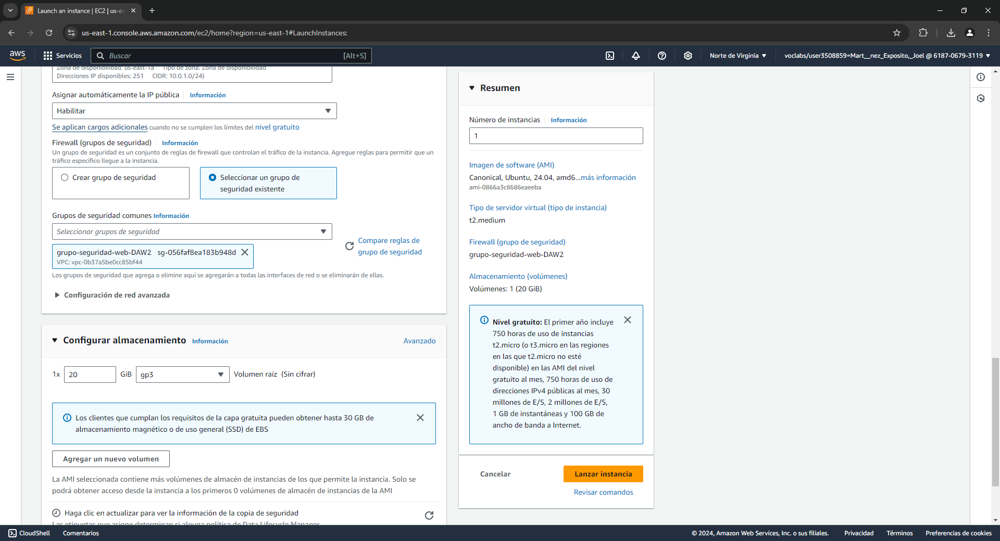 Launch an instance | EC2 | us-ea
us-east-1.console.aws.amazon.com/ec2/home?region=us-east-1#LaunchInstances:
aws
Servicios
Buscar
[Alt+S]
Norte de Virginia
voclabs/user3508859=Mart__nez_Exposito,_Joel @ 6187-0679-3119
Zona de disponibilidad: us-east-1a Tipo de zona: Zona de disponibilidad
Direcciones IP disponibles: 251 CIDR: 10.0.1.0/24)
Asignar automáticamente la IP pública Información
Habilitar
Se aplican cargos adicionales cuando no se cumplen los límites del nivel gratuito
Firewall (grupos de seguridad) Información
Un grupo de seguridad es un conjunto de reglas de firewall que controlan el tráfico de la instancia. Agregue reglas para permitir que un
tráfico específico llegue a la instancia.
Crear grupo de seguridad
Seleccionar un grupo de
seguridad existente
Grupos de seguridad comunes Información
Seleccionar grupos de seguridad
grupo-seguridad-web-DAW2 sg-056faf8ea183b948d
VPC: vpc-0b37a5be0cc85bf44
Compare reglas de
grupo de seguridad
Los grupos de seguridad que agrega o elimine aquí se agregarán a todas las interfaces de red o se eliminarán de ellas.
Configuración de red avanzada
Configurar almacenamiento Información
Avanzado
1x 20 GiB gp3 Volumen raíz (Sin cifrar)
Los clientes que cumplan los requisitos de la capa gratuita pueden obtener hasta 30 GB de
almacenamiento magnético o de uso general (SSD) de EBS
Agregar un nuevo volumen
La AMI seleccionada contiene más volúmenes de almacén de instancias de los que permite la instancia. Solo se
podrá obtener acceso desde la instancia a los primeros 0 volúmenes de almacén de instancias de la AMI
Haga clic en actualizar para ver la información de la copia de seguridad
Las etiquetas que asigne determinan si alguna política de Data Lifecycle Manager
Resumen
Número de instancias Información
1
Imagen de software (AMI)
Canonical, Ubuntu, 24.04, amd6...más información
ami-0866a3c8686eaeeba
Tipo de servidor virtual (tipo de instancia)
t2.medium
Firewall (grupo de seguridad)
grupo-seguridad-web-DAW2
Almacenamiento (volúmenes)
Volúmenes: 1 (20 GiB)
Nivel gratuito: El primer año incluye
750 horas de uso de instancias
t2.micro (o t3.micro en las regiones
en las que t2.micro no esté
disponible) en las AMI del nivel
gratuito al mes, 750 horas de uso de
direcciones IPv4 públicas al mes, 30
millones de E/S, 2 millones de E/S,
1 GB de instantáneas y 100 GB de
ancho de banda a Internet.
Cancelar
Lanzar instancia
Revisar comandos
CloudShell
Comentarios
© 2024, Amazon Web Services, Inc. o sus filiales.
Privacidad
Términos
Preferencias de cookies